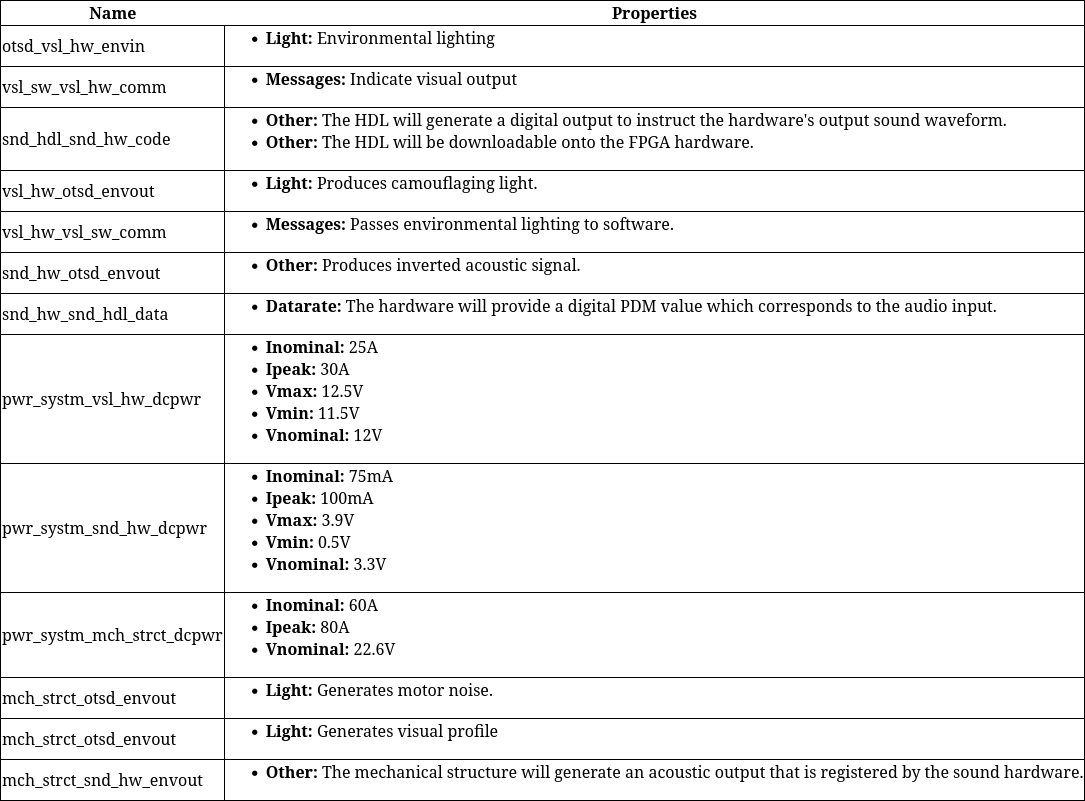 Name Properties
otsd_vsl_hw_envin
• Light: Environmental lighting
vsl_sw_vsl_hw_comm
• Messages: Indicate visual output
snd_hdl_snd_hw_code
• Other: The HDL will generate a digital output to instruct the hardware's output sound waveform.
• Other: The HDL will be downloadable onto the FPGA hardware.
vsl_hw_otsd_envout
• Light: Produces camouflaging light.
vsl_hw_vsl_sw_comm
• Messages: Passes environmental lighting to software.
snd_hw_otsd_envout
• Other: Produces inverted acoustic signal.
snd_hw_snd_hdl_data
• Datarate: The hardware will provide a digital PDM value which corresponds to the audio input.
pwr_systm_vsl_hw_dcpwr
• Inominal: 25A
• Ipeak: 30A
• Vmax: 12.5V
• Vmin: 11.5V
• Vnominal: 12V
pwr_systm_snd_hw_dcpwr
• Inominal: 75mA
• Ipeak: 100mA
• Vmax: 3.9V
• Vmin: 0.5V
• Vnominal: 3.3V
pwr_systm_mch_strct_dcpwr
• Inominal: 60A
• Ipeak: 80A
• Vnominal: 22.6V
mch_strct_otsd_envout
• Light: Generates motor noise.
mch_strct_otsd_envout
• Light: Generates visual profile
mch_strct_snd_hw_envout
• Other: The mechanical structure will generate an acoustic output that is registered by the sound hardware.